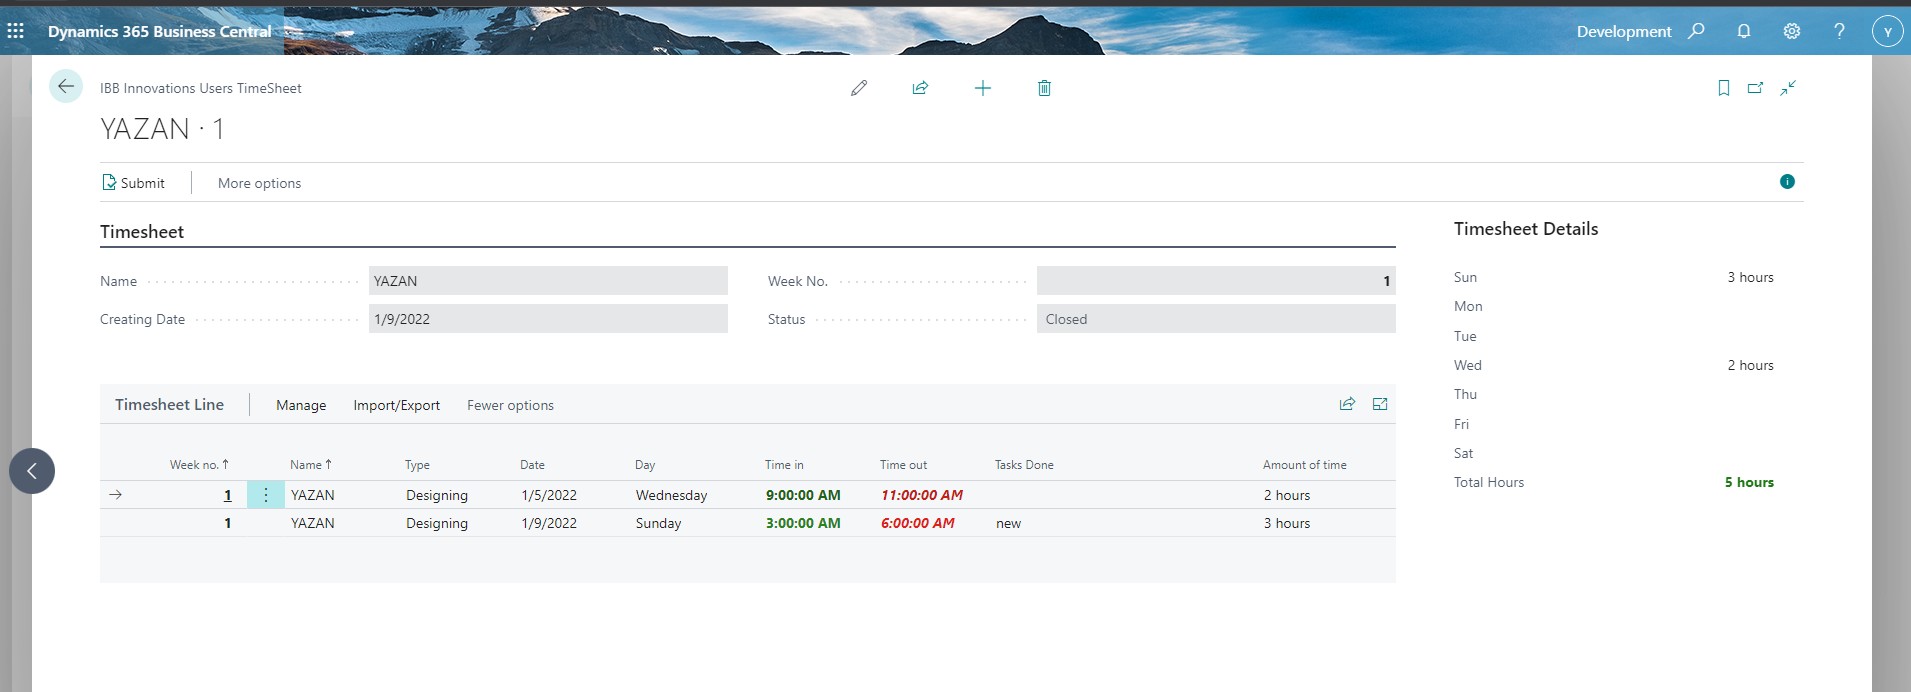 Dynamics 365 Business Central
Development
?
Y
IBB Innovations Users TimeSheet
YAZAN · 1
Submit
More options
Timesheet
Name
YAZAN
Week No.
1
Creating Date
1/9/2022
Status
Closed
Timesheet Line
Manage
Import/Export
Fewer options
Week no. ↑ Name ↑ Type Date Day Time in Time out Tasks Done Amount of time
→ 1 ⋮ YAZAN Designing 1/5/2022 Wednesday 9:00:00 AM 11:00:00 AM 2 hours
1 YAZAN Designing 1/9/2022 Sunday 3:00:00 AM 6:00:00 AM new 3 hours
Timesheet Details
Sun 3 hours
Mon
Tue
Wed 2 hours
Thu
Fri
Sat
Total Hours 5 hours